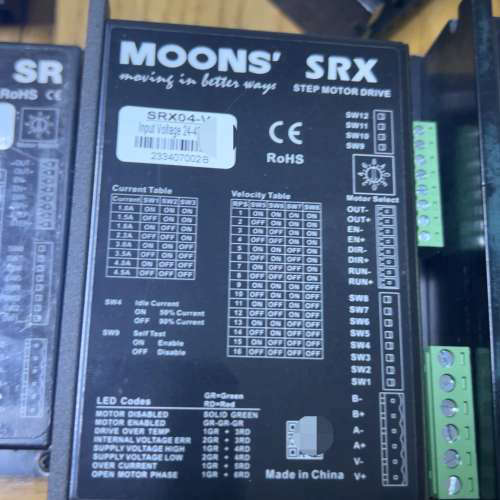 MOONS'
moving in better ways
SRX
STEP MOTOR DRIVE
SR
RoHS CE
SRX04-V
Input Voltage 24-4
233407002B
CE
RoHS
SW12
SW11
SW10
SW9
Motor Select
OUT-
OUT+
EN-
EN+
DIR-
DIR+
RUN-
RUN+
SW8
SW7
SW6
SW5
SW4
SW3
SW2
SW1
B-
B+
A-
A+
V-
V+
Current Table
Current SW1 SW2 SW3
1.0A ON ON ON
1.5A OFF ON ON
ON OFF ON
OFF OFF ON
3.0A ON ON OFF
OFF ON OFF
ON OFF OFF
4.5A OFF OFF OFF
SW4 Idle Current
ON 50% Current
OFF 90% Current
SW9 Self Test
ON Enable
OFF Disable
Velocity Table
RPS SW5 SW6 SW7 SW8
1 ON ON ON ON
2 OFF ON ON ON
3 ON OFF ON ON
4 OFF OFF ON ON
5 ON ON OFF ON
6 OFF ON OFF ON
7 ON OFF OFF ON
8 OFF OFF OFF ON
9 ON ON ON OFF
10 OFF ON ON OFF
11 ON OFF ON OFF
12 OFF OFF ON OFF
13 ON ON OFF OFF
14 OFF ON OFF OFF
15 ON OFF OFF OFF
16 OFF OFF OFF OFF
LED Codes
GR=Green
RD=Red
MOTOR DISABLED SOLID GREEN
MOTOR ENABLED GR-GR-GR
DRIVE OVER TEMP 1GR + 3RD
INTERNAL VOLTAGE ERR 2GR + 3RD
SUPPLY VOLTAGE HIGH 1GR + 4RD
SUPPLY VOLTAGE LOW 2GR + 4RD
OVER CURRENT 1GR + 5RD
OPEN MOTOR PHASE 1GR + 6RD
Made in China